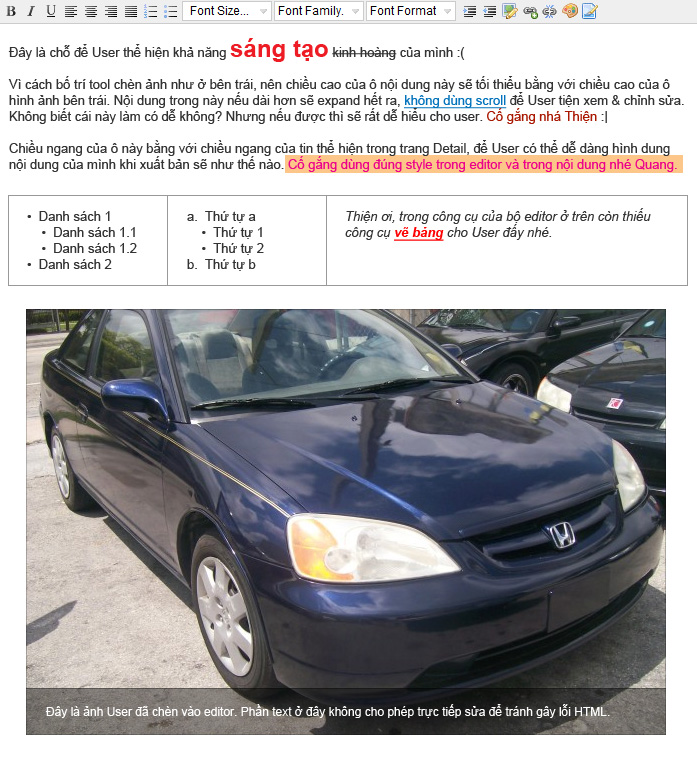 B I U Font Size... Font Family. Font Format
Đây là chỗ để User thể hiện khả năng sáng tạo kinh hoàng của mình :(
Vì cách bố trí tool chèn ảnh như ở bên trái, nên chiều cao của ô nội dung này sẽ tối thiểu bằng với chiều cao của ô
hình ảnh bên trái. Nội dung trong này nếu dài hơn sẽ expand hết ra, không dùng scroll để User tiện xem & chỉnh sửa.
Không biết cái này làm có dễ không? Nhưng nếu được thì sẽ rất dễ hiểu cho user. Cố gắng nhá Thiện :|
Chiều ngang của ô này bằng với chiều ngang của tin thể hiện trong trang Detail, để User có thể dễ dàng hình dung
nội dung của mình khi xuất bản sẽ như thế nào. Cố gắng dùng đúng style trong editor và trong nội dung nhé Quang.
• Danh sách 1
• Danh sách 1.1
• Danh sách 1.2
• Danh sách 2
a. Thứ tự a
• Thứ tự 1
• Thứ tự 2
b. Thứ tự b
Thiện ơi, trong công cụ của bộ editor ở trên còn thiếu
công cụ vẽ bảng cho User đấy nhé.
Đây là ảnh User đã chèn vào editor. Phần text ở đây không cho phép trực tiếp sửa để tránh gây lỗi HTML.